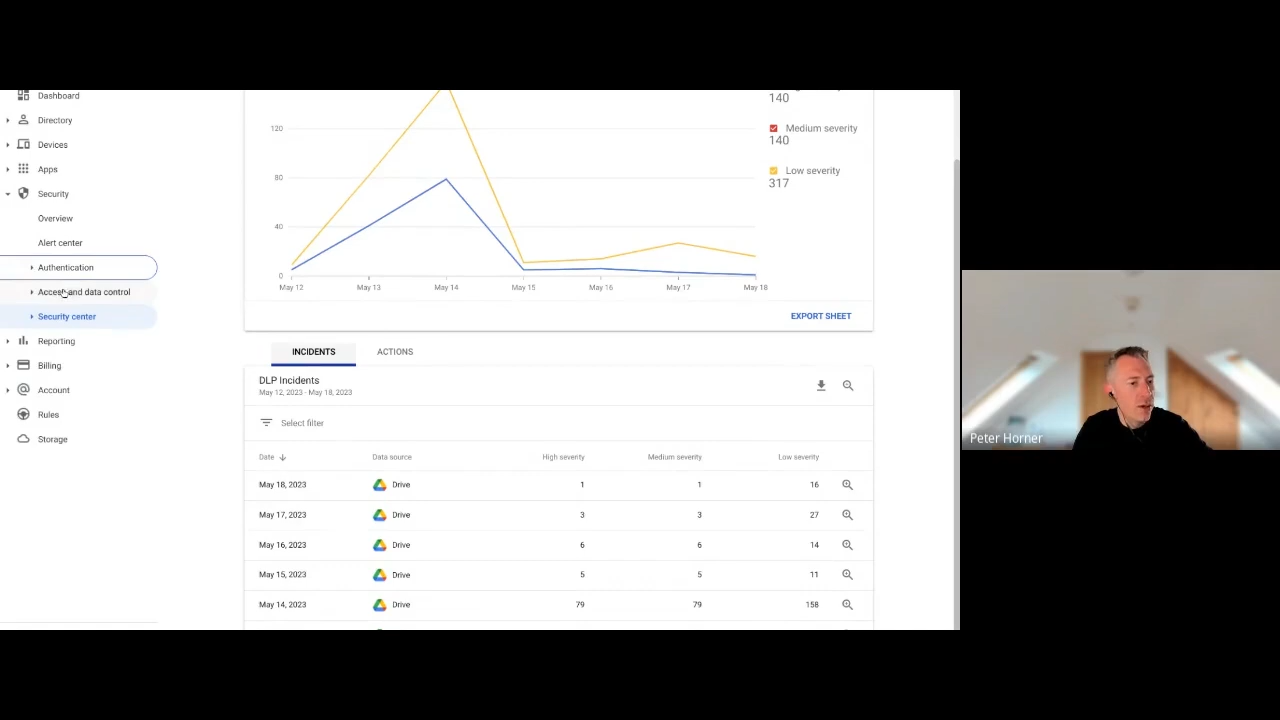 Dashboard
Directory
Devices
Apps
Security
Overview
Alert center
Authentication
Access and data control
Security center
Reporting
Billing
Account
Rules
Storage
120
80
40
0
May 12
May 13
May 14
May 15
May 16
May 17
May 18
140
Medium severity
140
Low severity
317
EXPORT SHEET
INCIDENTS
ACTIONS
DLP Incidents
May 12, 2023 - May 18, 2023
Select filter
Date Data source High severity Medium severity Low severity
May 18, 2023 Drive 1 1 16
May 17, 2023 Drive 3 3 27
May 16, 2023 Drive 6 6 14
May 15, 2023 Drive 5 5 11
May 14, 2023 Drive 79 79 158
Peter Horner